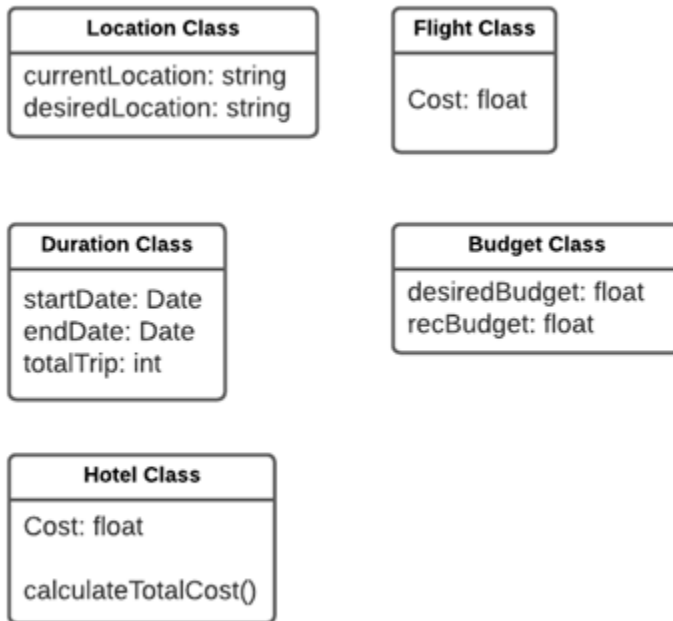 Location Class
currentLocation: string
desiredLocation: string
Flight Class
Cost: float
Duration Class
startDate: Date
endDate: Date
totalTrip: int
Budget Class
desiredBudget: float
recBudget: float
Hotel Class
Cost: float
calculateTotalCost()